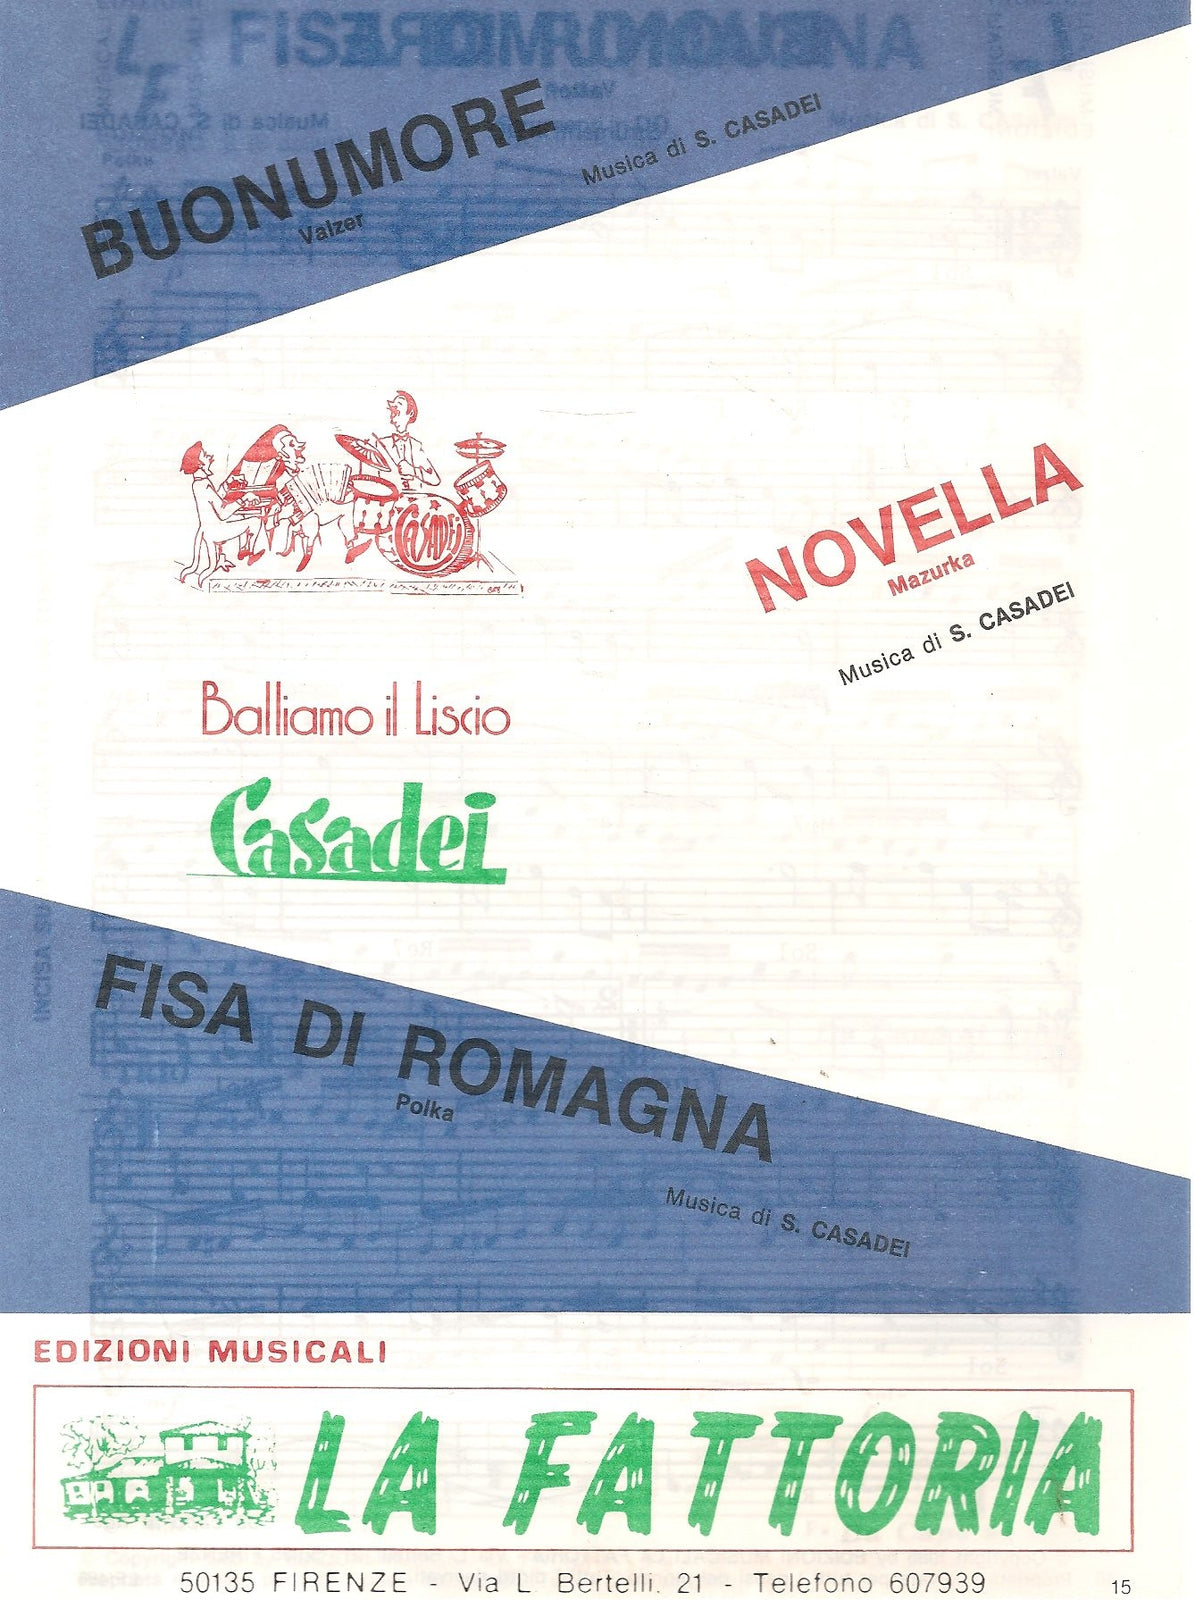 BUONUMORE
Valzer
Musica di S. CASADEI
CASADEI
NOVELLA
Mazurka
Musica di S. CASADEI
Balliamo il Liscio
Casadei
FISA DI ROMAGNA
Polka
Musica di S. CASADEI
EDIZIONI MUSICALI
LA FATTORIA
50135 FIRENZE - Via L. Bertelli, 21 - Telefono 607939
15